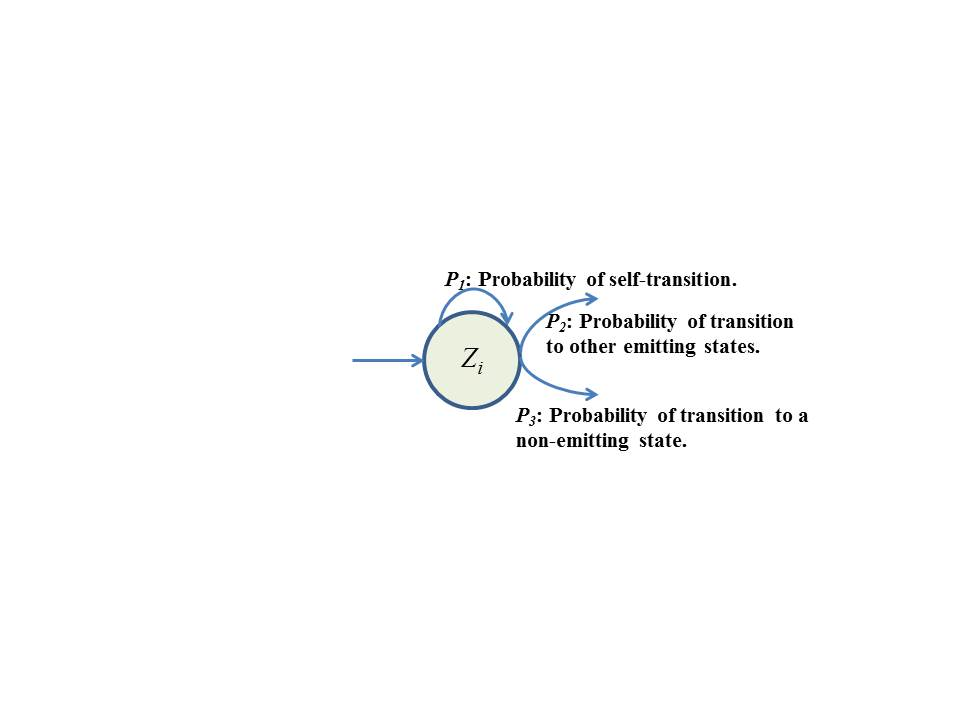 P1: Probability of self-transition.
P2: Probability of transition
to other emitting states.
Zi
P3: Probability of transition to a
non-emitting state.